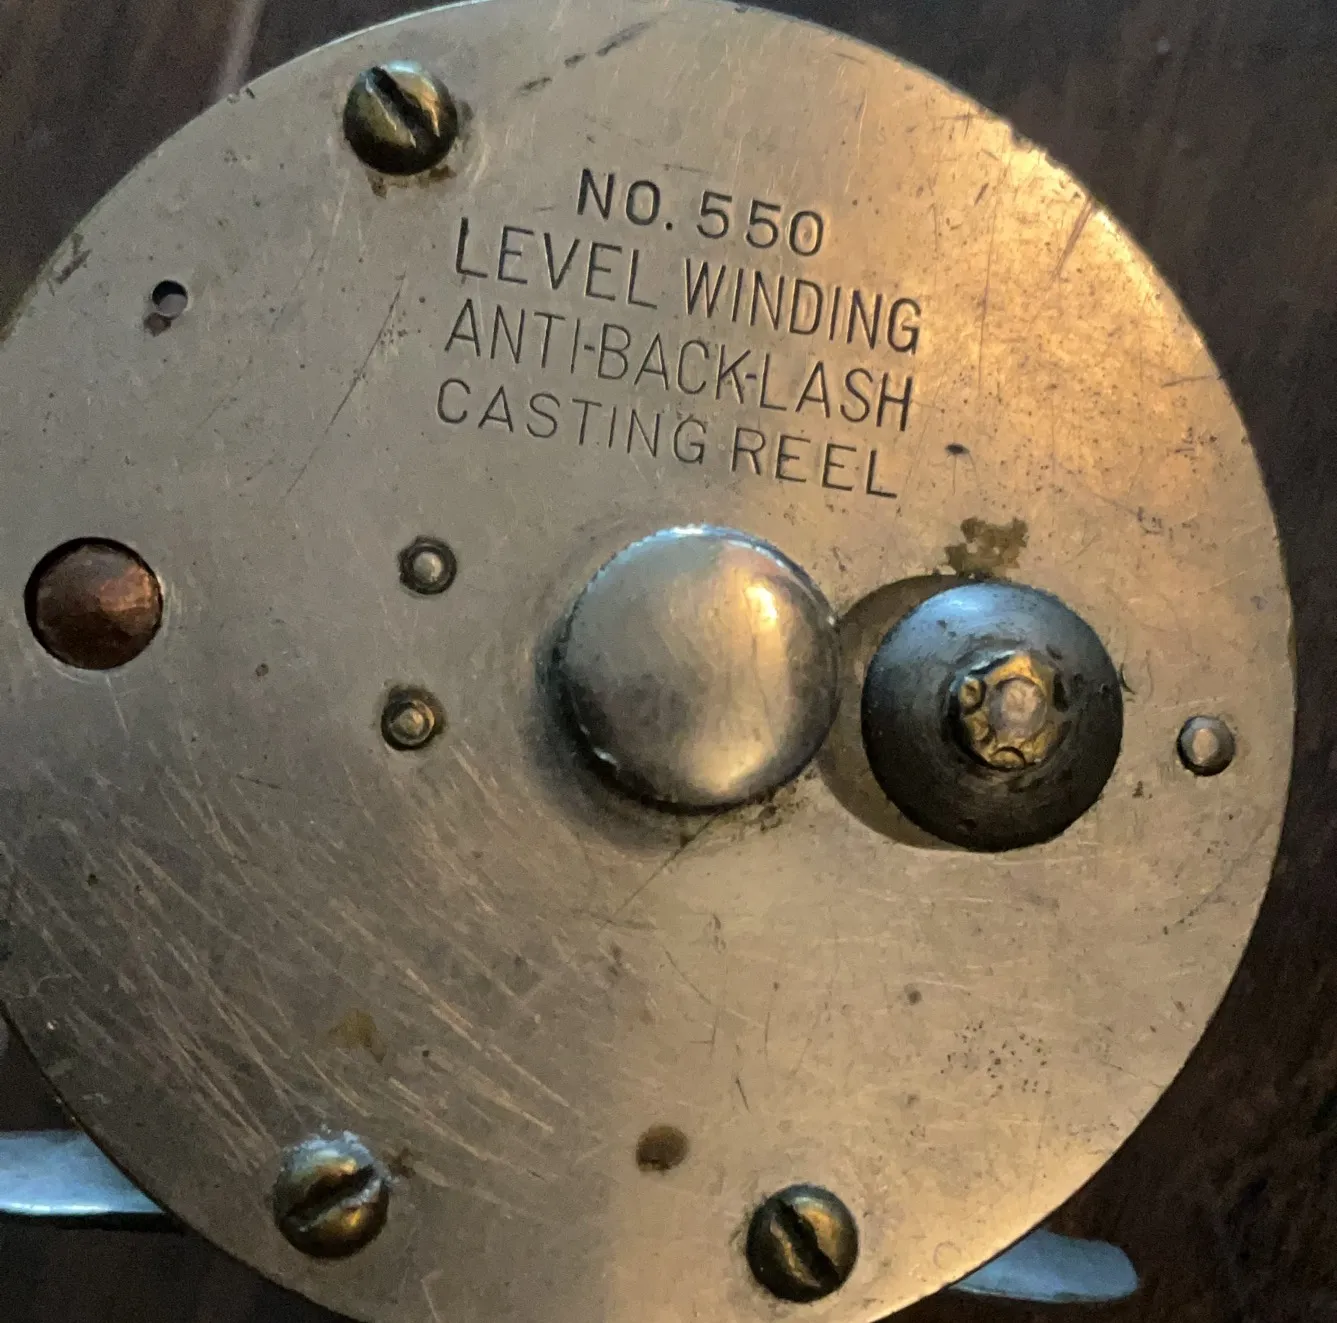 NO. 550
LEVEL WINDING
ANTI-BACK-LASH
CASTING REEL